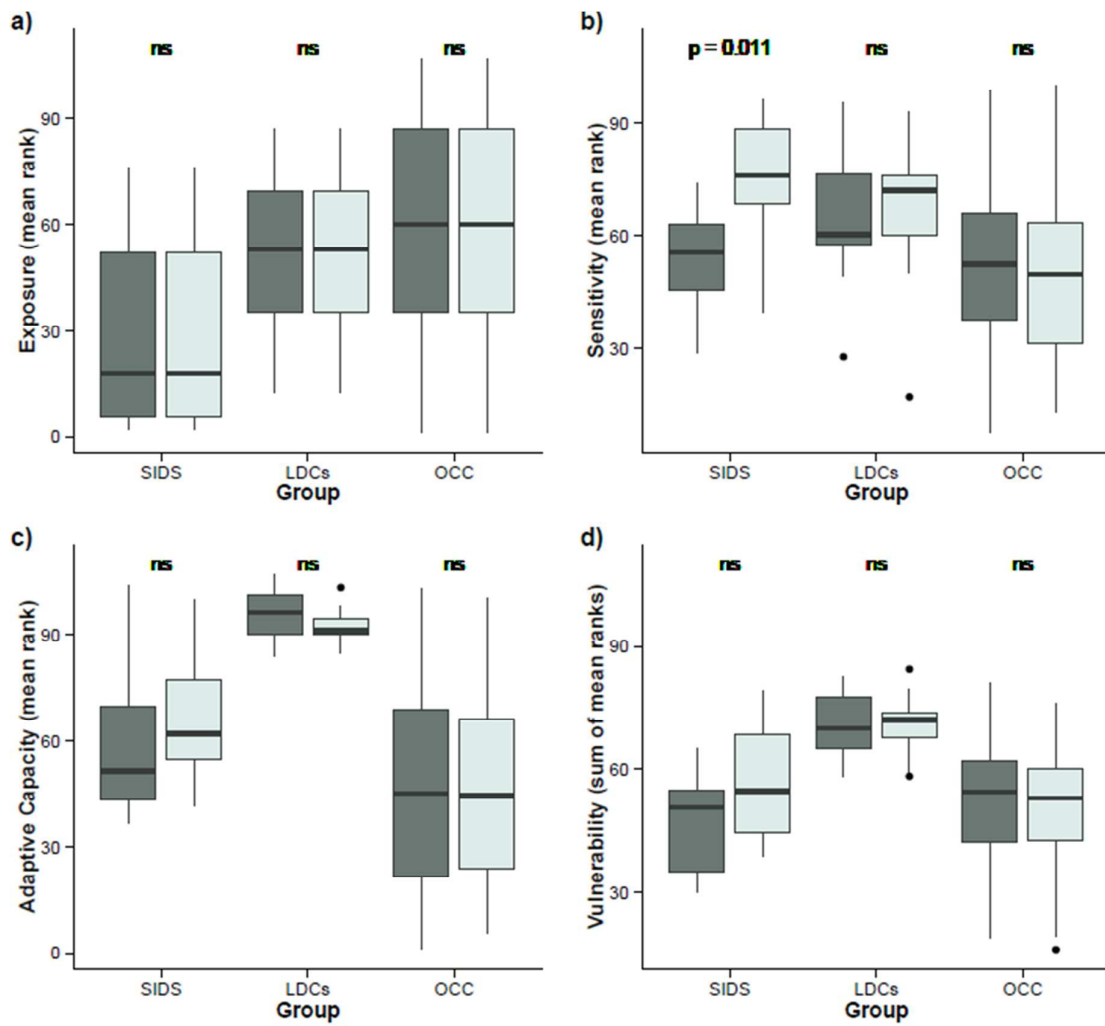 a)
ns ns ns
Exposure (mean rank)
90
60
30
0
SIDS LDCs OCC
Group
b)
p = 0.011 ns ns
Sensitivity (mean rank)
90
60
30
SIDS LDCs OCC
Group
c)
ns ns ns
Adaptive Capacity (mean rank)
90
60
30
0
SIDS LDCs OCC
Group
d)
ns ns ns
Vulnerability (sum of mean ranks)
90
60
30
SIDS LDCs OCC
Group